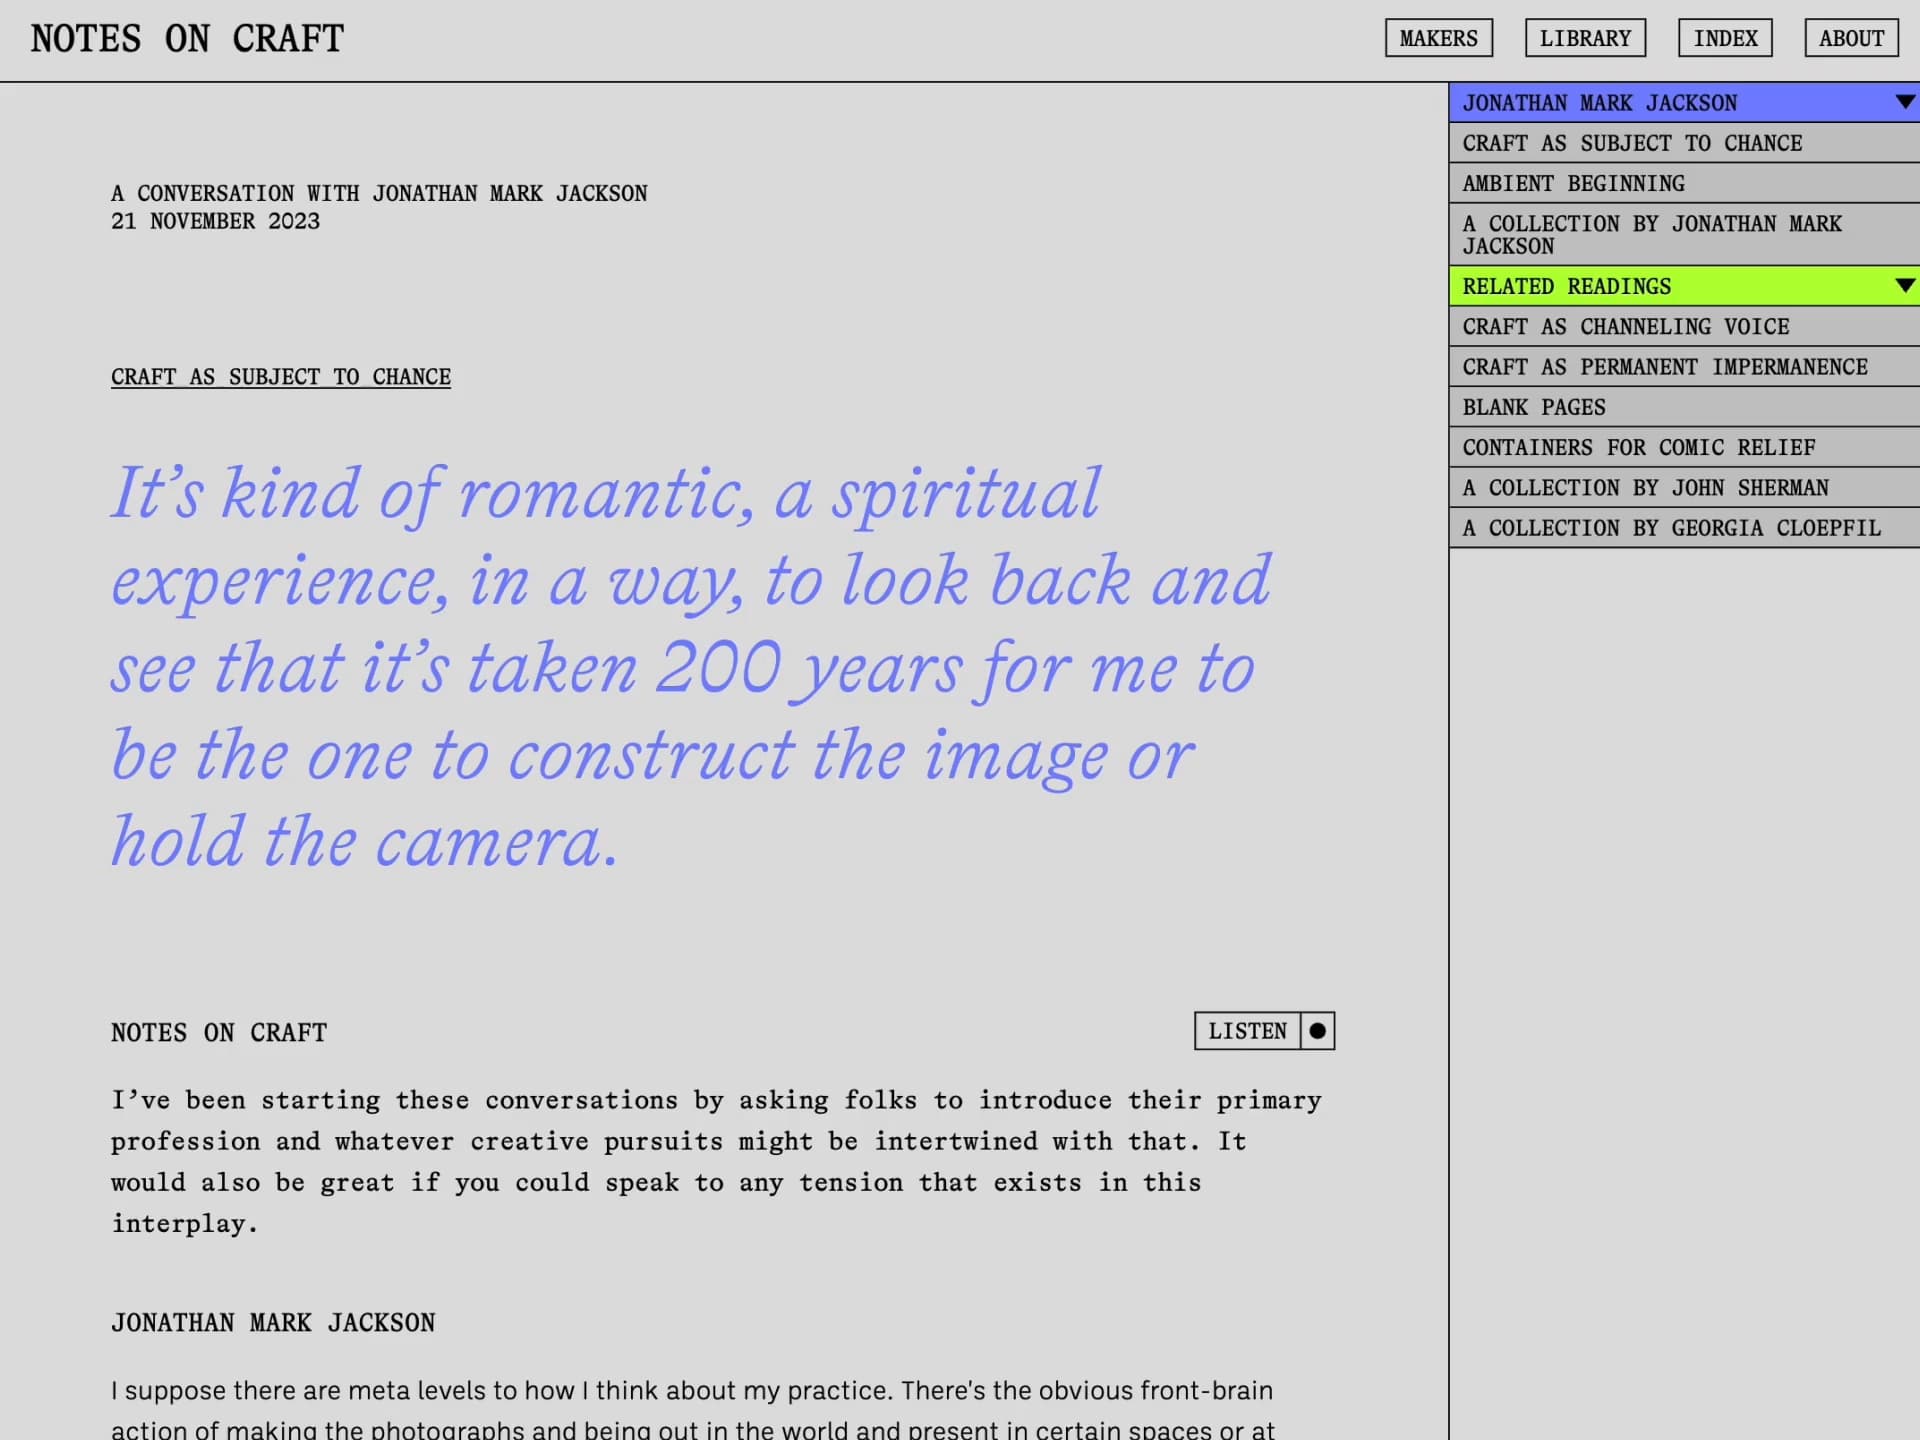 NOTES ON CRAFT
MAKERS
LIBRARY
INDEX
ABOUT
A CONVERSATION WITH JONATHAN MARK JACKSON
21 NOVEMBER 2023
CRAFT AS SUBJECT TO CHANCE
It’s kind of romantic, a spiritual
experience, in a way, to look back and
see that it’s taken 200 years for me to
be the one to construct the image or
hold the camera.
NOTES ON CRAFT
LISTEN
I’ve been starting these conversations by asking folks to introduce their primary
profession and whatever creative pursuits might be intertwined with that. It
would also be great if you could speak to any tension that exists in this
interplay.
JONATHAN MARK JACKSON
I suppose there are meta levels to how I think about my practice. There's the obvious front-brain
action of making the photographs and being out in the world and present in certain spaces or at
JONATHAN MARK JACKSON
CRAFT AS SUBJECT TO CHANCE
AMBIENT BEGINNING
A COLLECTION BY JONATHAN MARK
JACKSON
RELATED READINGS
CRAFT AS CHANNELING VOICE
CRAFT AS PERMANENT IMPERMANENCE
BLANK PAGES
CONTAINERS FOR COMIC RELIEF
A COLLECTION BY JOHN SHERMAN
A COLLECTION BY GEORGIA CLOEPFIL